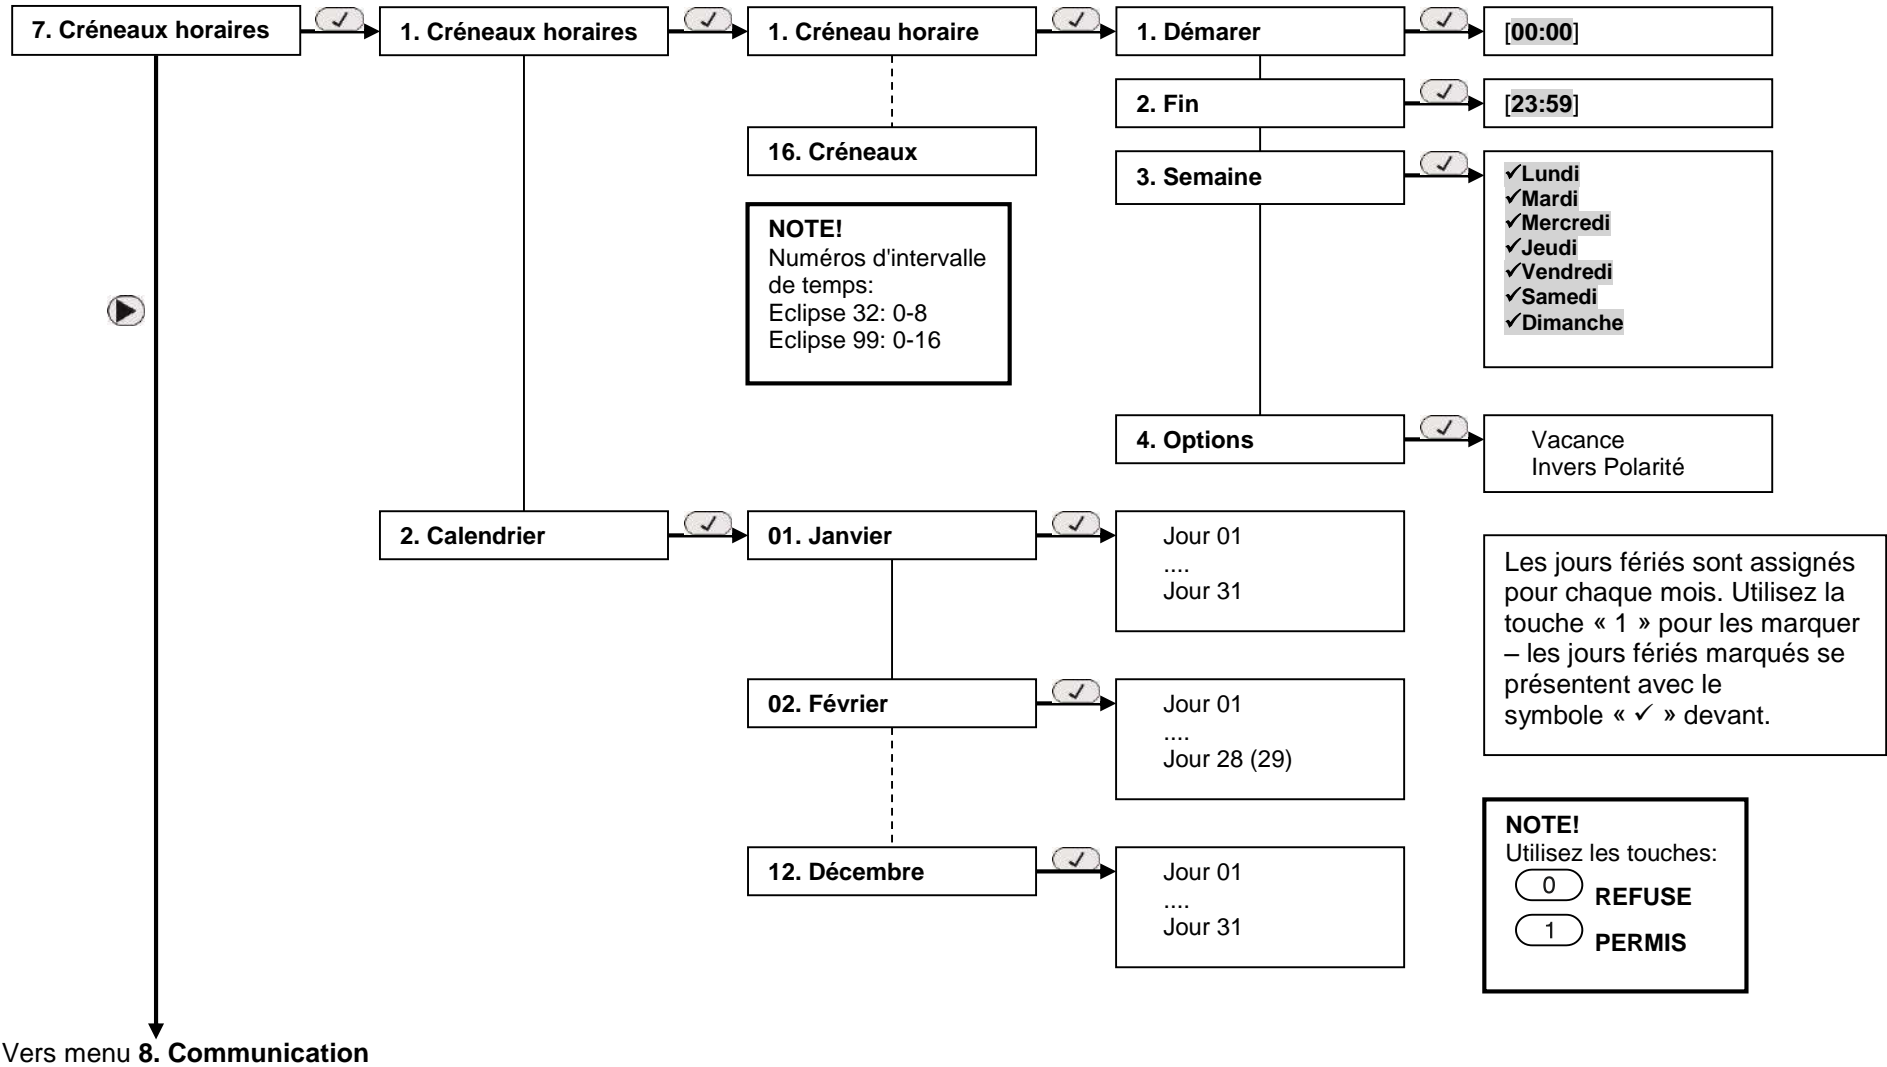 7. Créneaux horaires
1. Créneaux horaires
1. Créneau horaire
1. Démarer
[00:00]
2. Fin
[23:59]
16. Créneaux
3. Semaine
✓Lundi
✓Mardi
✓Mercredi
✓Jeudi
✓Vendredi
✓Samedi
✓Dimanche
NOTE!
Numéros d'intervalle
de temps:
Eclipse 32: 0-8
Eclipse 99: 0-16
4. Options
Vacance
Invers Polarité
2. Calendrier
01. Janvier
Jour 01
....
Jour 31
Les jours fériés sont assignés
pour chaque mois. Utilisez la
touche « 1 » pour les marquer
– les jours fériés marqués se
présentent avec le
symbole « ✓ » devant.
02. Février
Jour 01
....
Jour 28 (29)
12. Décembre
Jour 01
....
Jour 31
NOTE!
Utilisez les touches:
0 REFUSE
1 PERMIS
Vers menu 8. Communication